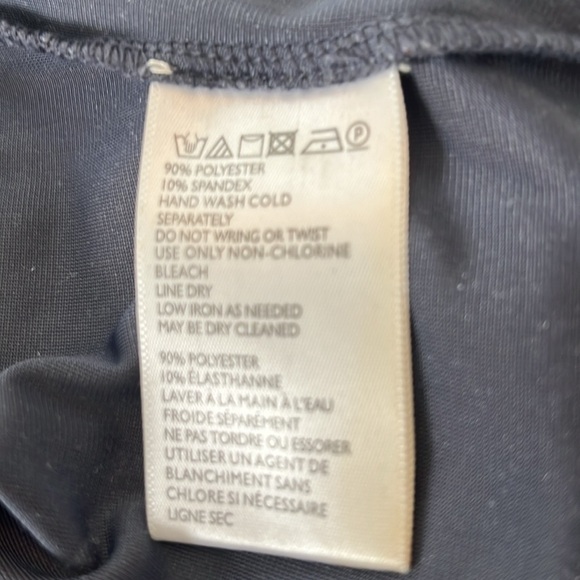 90% POLYESTER
10% SPANDEX
HAND WASH COLD
SEPARATELY
DO NOT WRING OR TWIST
USE ONLY NON-CHLORINE
BLEACH
LINE DRY
LOW IRON AS NEEDED
MAY BE DRY CLEANED
90% POLYESTER
10% ÉLASTHANNE
LAVER À LA MAIN À L'EAU
FROIDE SÉPARÉMENT
NE PAS TORDRE OU ESSORER
UTILISER UN AGENT DE
BLANCHIMENT SANS
CHLORE SI NÉCESSAIRE
LIGNE SEC